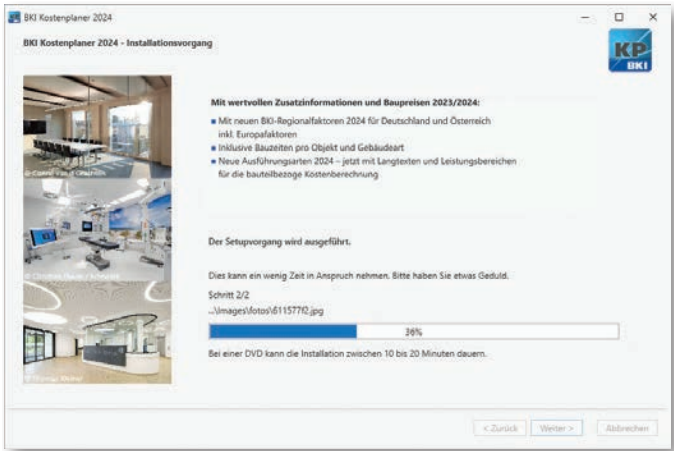 BKI Kostenplaner 2024
BKI Kostenplaner 2024 - Installationsvorgang
KP
BKI
Mit wertvollen Zusatzinformationen und Baupreisen 2023/2024:
Mit neuen BKI-Regionalfaktoren 2024 für Deutschland und Österreich
inkl. Europafaktoren
Inklusive Bauzeiten pro Objekt und Gebäudeart
Neue Ausführungsarten 2024 – jetzt mit Langtexten und Leistungsbereichen
für die bauteilbezoge Kostenberechnung
Der Setupvorgang wird ausgeführt.
Dies kann ein wenig Zeit in Anspruch nehmen. Bitte haben Sie etwas Geduld.
Schritt 2/2
...\Images\fotos\611577f2.jpg
36%
Bei einer DVD kann die Installation zwischen 10 bis 20 Minuten dauern.
< Zurück
Weiter >
Abbrechen